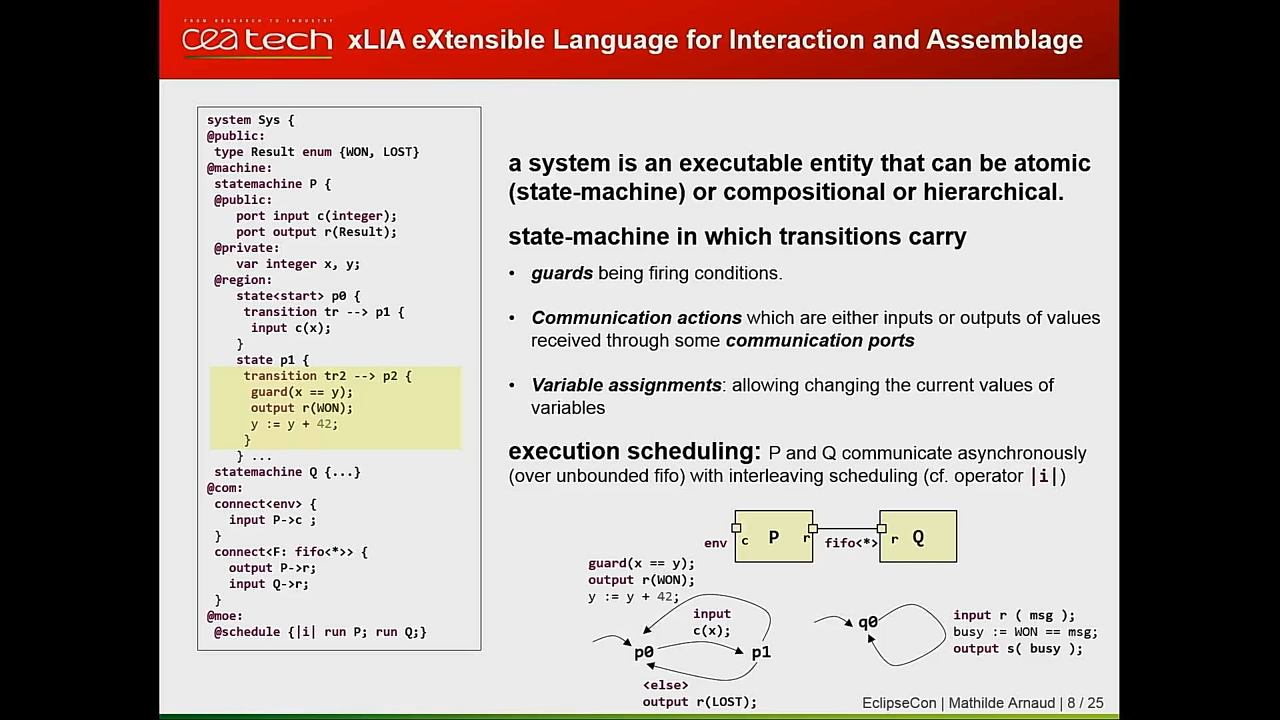 FROM RESEARCH TO INDUSTRY
ceatech
xLIA eXtensible Language for Interaction and Assemblage
system Sys {
@public:
type Result enum {WON, LOST}
@machine:
statemachine P {
@public:
port input c(integer);
port output r(Result);
@private:
var integer x, y;
@region:
state<start> p0 {
transition tr --> p1 {
input c(x);
}
state p1 {
transition tr2 --> p2 {
guard(x == y);
output r(WON);
y := y + 42;
}
} ...
statemachine Q {...}
@com:
connect<env> {
input P->c ;
}
connect<F: fifo<*>> {
output P->r;
input Q->r;
}
@moe:
@schedule {|i| run P; run Q;}
a system is an executable entity that can be atomic
(state-machine) or compositional or hierarchical.
state-machine in which transitions carry
• guards being firing conditions.
• Communication actions which are either inputs or outputs of values
received through some communication ports
• Variable assignments: allowing changing the current values of
variables
execution scheduling: P and Q communicate asynchronously
(over unbounded fifo) with interleaving scheduling (cf. operator |i|)
env
c P r
fifo<*>
r Q
guard(x == y);
output r(WON);
y := y + 42;
input
c(x);
p0
p1
<else>
output r(LOST);
q0
input r ( msg );
busy := WON == msg;
output s( busy );
EclipseCon | Mathilde Arnaud | 8 / 25